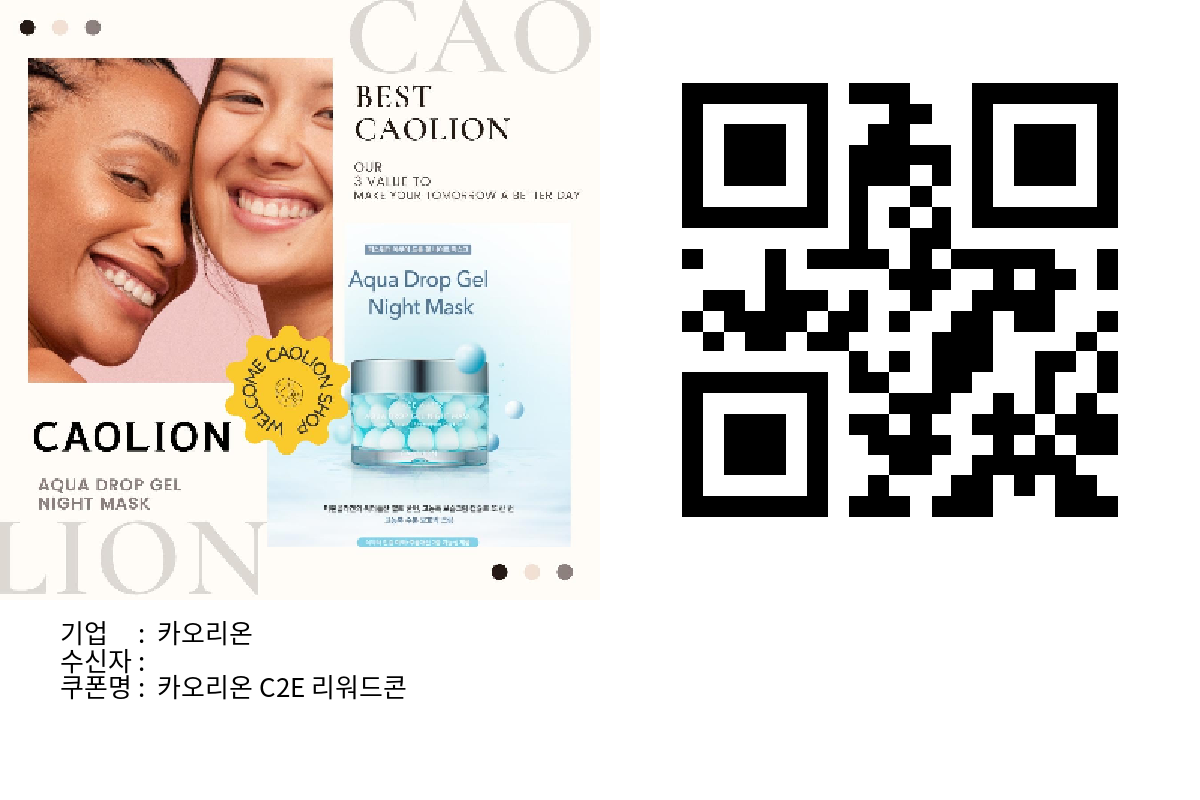 CAO
BEST
CAOLION
OUR
3 VALUE TO
MAKE YOUR TOMORROW A BETTER DAY
Aqua Drop Gel
Night Mask
WELCOME CAOLION SHOP
CAOLION
AQUA DROP GEL
NIGHT MASK
LION
기업 : 카오리온
수신자 :
쿠폰명 : 카오리온 C2E 리워드콘